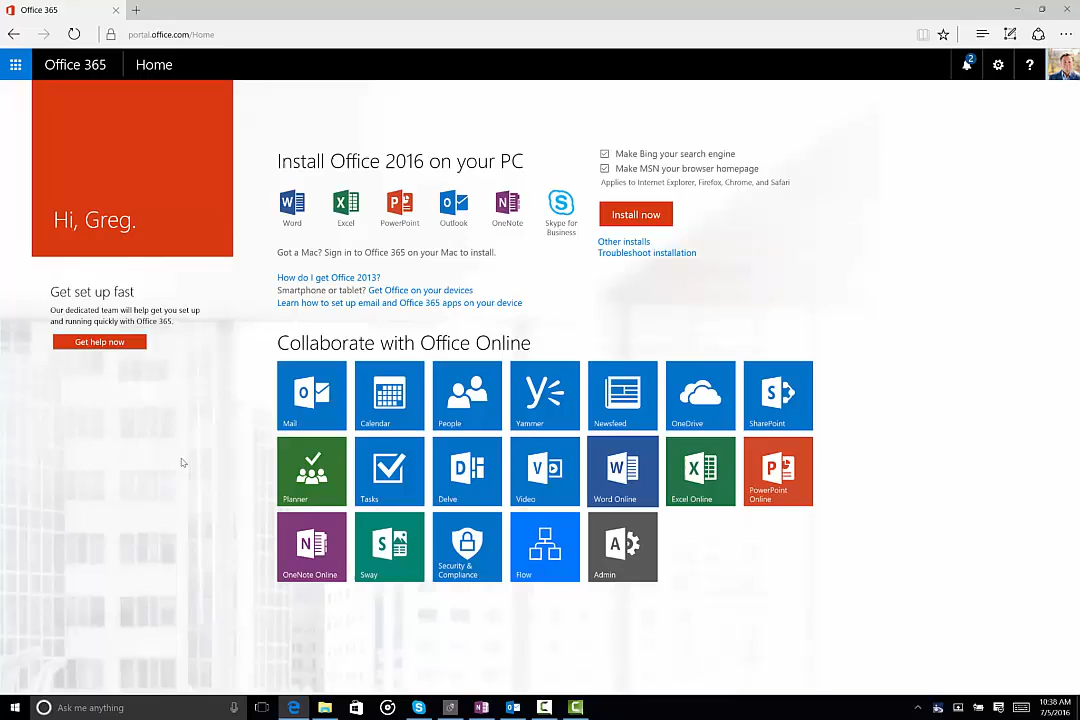 Office 365
portal.office.com/Home
Office 365
Home
2
?
Hi, Greg.
Get set up fast
Our dedicated team will help get you set up
and running quickly with Office 365.
Get help now
Install Office 2016 on your PC
Word
Excel
PowerPoint
Outlook
OneNote
Skype for
Business
Got a Mac? Sign in to Office 365 on your Mac to install.
How do I get Office 2013?
Smartphone or tablet? Get Office on your devices
Learn how to set up email and Office 365 apps on your device
Make Bing your search engine
Make MSN your browser homepage
Applies to Internet Explorer, Firefox, Chrome, and Safari
Install now
Other installs
Troubleshoot installation
Collaborate with Office Online
Mail
Calendar
People
Yammer
Newsfeed
OneDrive
SharePoint
Planner
Tasks
Delve
Video
Word Online
Excel Online
PowerPoint
Online
OneNote Online
Sway
Security &
Compliance
Flow
Admin
Ask me anything
10:38 AM
7/5/2016